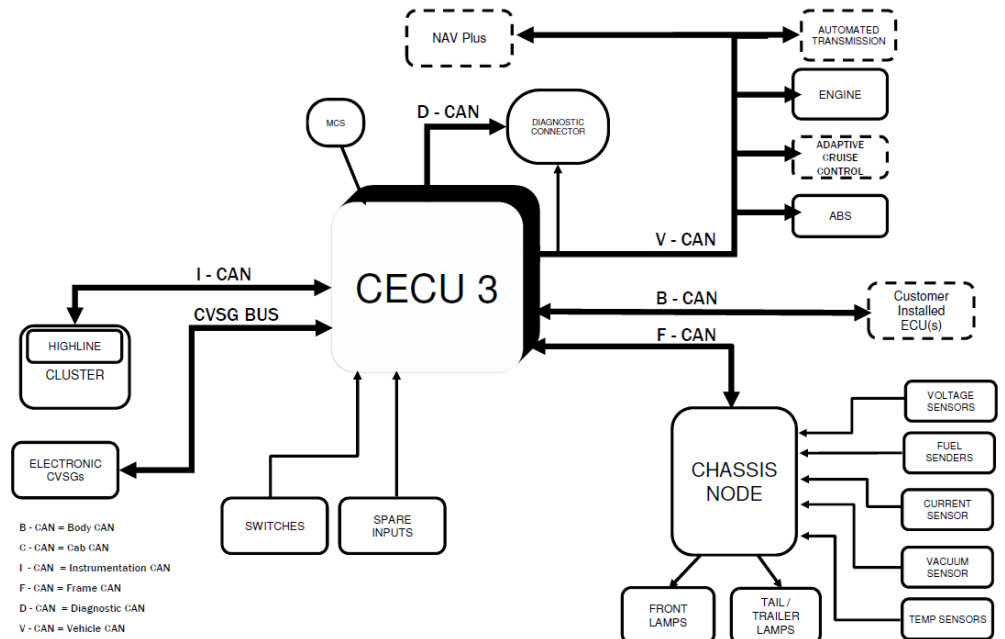 NAV Plus
AUTOMATED
TRANSMISSION
ENGINE
ADAPTIVE
CRUISE
CONTROL
ABS
MCS
D - CAN
DIAGNOSTIC
CONNECTOR
V - CAN
I - CAN
CVSG BUS
CECU 3
B - CAN
F - CAN
Customer
Installed
ECU(s)
HIGHLINE
CLUSTER
ELECTRONIC
CVSGs
SWITCHES
SPARE
INPUTS
CHASSIS
NODE
VOLTAGE
SENSORS
FUEL
SENDERS
CURRENT
SENSOR
VACUUM
SENSOR
TEMP SENSORS
FRONT
LAMPS
TAIL /
TRAILER
LAMPS
B - CAN = Body CAN
C - CAN = Cab CAN
I - CAN = Instrumentation CAN
F - CAN = Frame CAN
D - CAN = Diagnostic CAN
V - CAN = Vehicle CAN